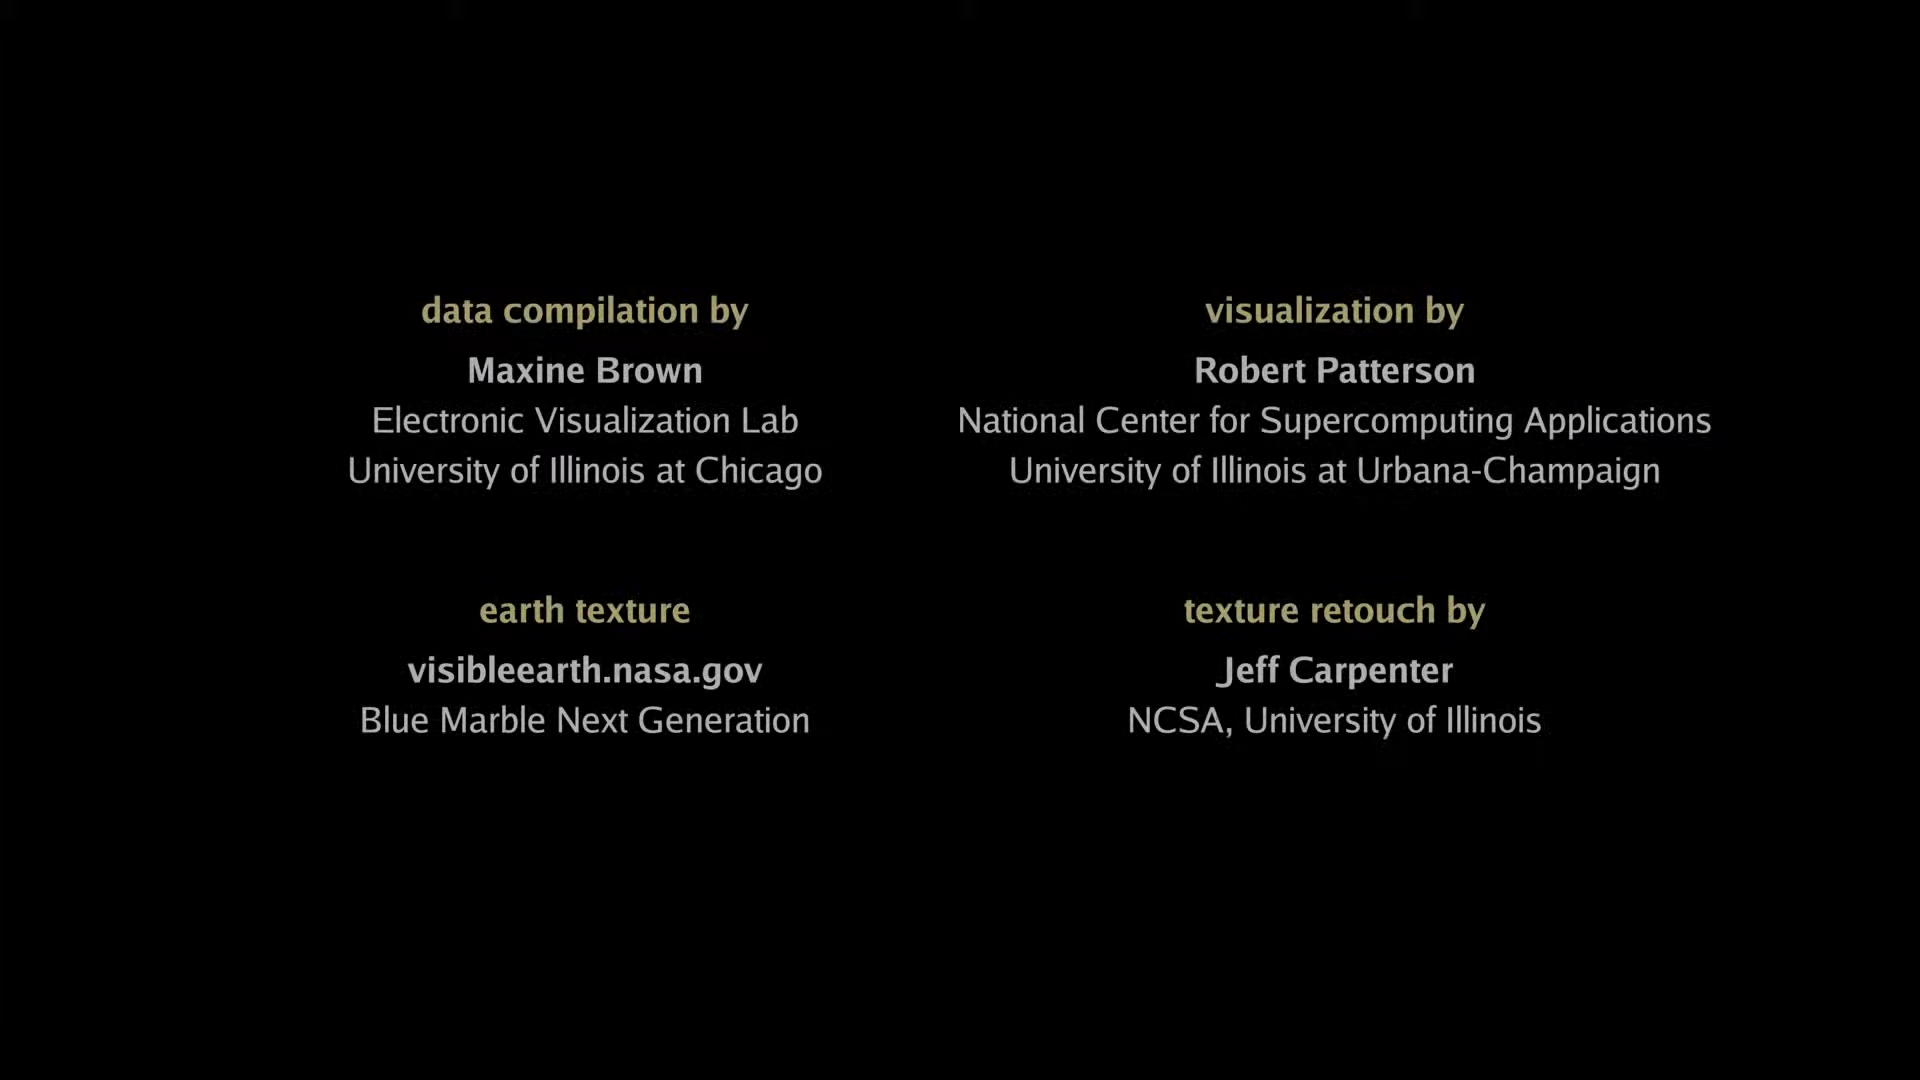 data compilation by
Maxine Brown
Electronic Visualization Lab
University of Illinois at Chicago
visualization by
Robert Patterson
National Center for Supercomputing Applications
University of Illinois at Urbana-Champaign
earth texture
visibleearth.nasa.gov
Blue Marble Next Generation
texture retouch by
Jeff Carpenter
NCSA, University of Illinois